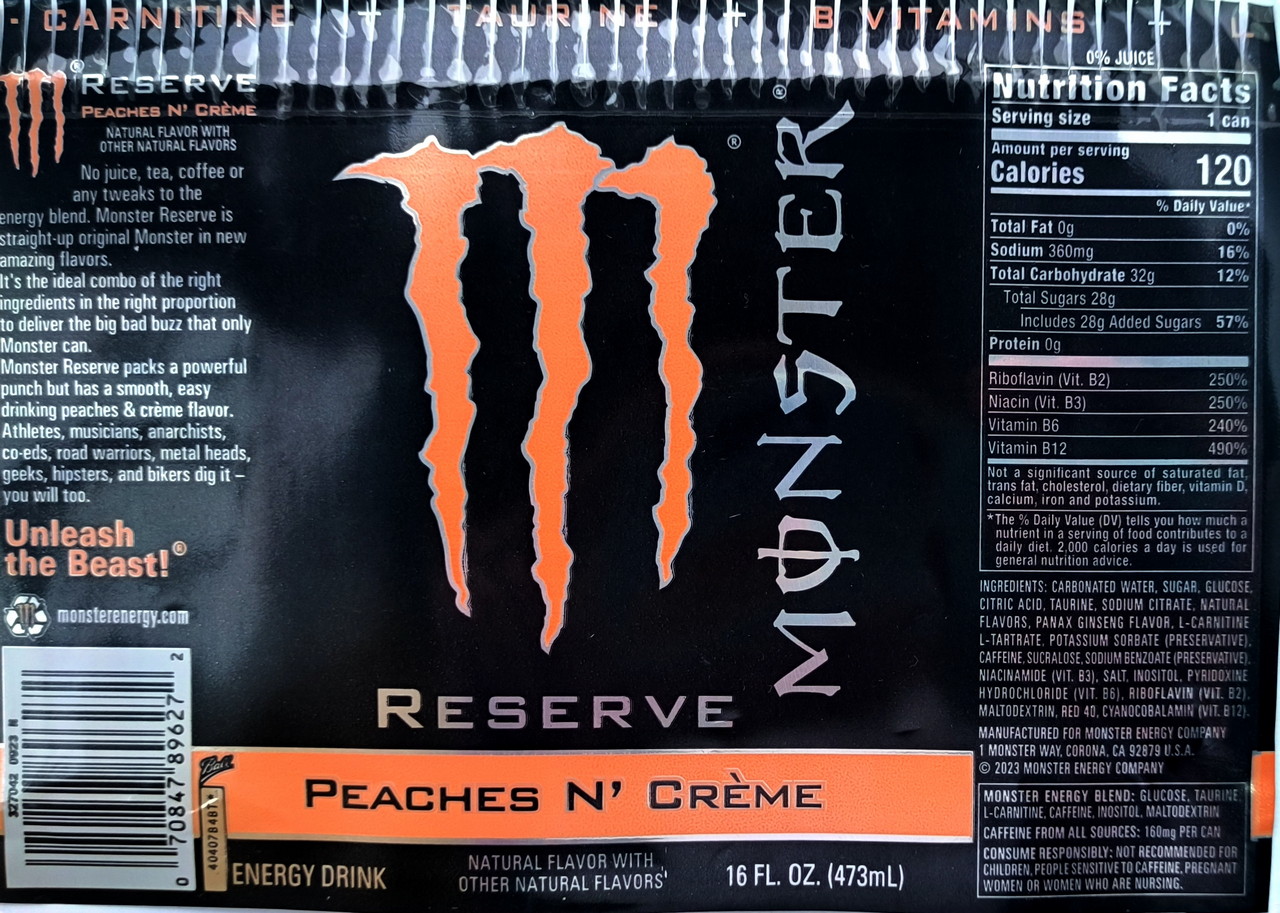 - CARNITINE + TAURINE + B VITAMINS + L
RESERVE
PEACHES N' CRÈME
NATURAL FLAVOR WITH
OTHER NATURAL FLAVORS
No juice, tea, coffee or
any tweaks to the
energy blend. Monster Reserve is
straight-up original Monster in new
amazing flavors.
It's the ideal combo of the right
ingredients in the right proportion
to deliver the big bad buzz that only
Monster can.
Monster Reserve packs a powerful
punch but has a smooth, easy
drinking peaches & crème flavor.
Athletes, musicians, anarchists,
co-eds, road warriors, metal heads,
geeks, hipsters, and bikers dig it –
you will too.
Unleash
the Beast!®
monsterenergy.com
327042 0923 N
0 70847 89627 2
Ball
40407848T*
®
MONSTER®
RESERVE
PEACHES N' CRÈME
ENERGY DRINK
NATURAL FLAVOR WITH
OTHER NATURAL FLAVORS
16 FL. OZ. (473mL)
0% JUICE
Nutrition Facts
Serving size 1 can
Amount per serving
Calories 120
% Daily Value*
Total Fat 0g 0%
Sodium 360mg 16%
Total Carbohydrate 32g 12%
Total Sugars 28g
Includes 28g Added Sugars 57%
Protein 0g
Riboflavin (Vit. B2) 250%
Niacin (Vit. B3) 250%
Vitamin B6 240%
Vitamin B12 490%
Not a significant source of saturated fat,
trans fat, cholesterol, dietary fiber, vitamin D,
calcium, iron and potassium.
*The % Daily Value (DV) tells you how much a
nutrient in a serving of food contributes to a
daily diet. 2,000 calories a day is used for
general nutrition advice.
INGREDIENTS: CARBONATED WATER, SUGAR, GLUCOSE,
CITRIC ACID, TAURINE, SODIUM CITRATE, NATURAL
FLAVORS, PANAX GINSENG FLAVOR, L-CARNITINE
L-TARTRATE, POTASSIUM SORBATE (PRESERVATIVE),
CAFFEINE, SUCRALOSE, SODIUM BENZOATE (PRESERVATIVE),
NIACINAMIDE (VIT. B3), SALT, INOSITOL, PYRIDOXINE
HYDROCHLORIDE (VIT. B6), RIBOFLAVIN (VIT. B2),
MALTODEXTRIN, RED 40, CYANOCOBALAMIN (VIT. B12).
MANUFACTURED FOR MONSTER ENERGY COMPANY
1 MONSTER WAY, CORONA, CA 92879 U.S.A.
© 2023 MONSTER ENERGY COMPANY
MONSTER ENERGY BLEND: GLUCOSE, TAURINE,
L-CARNITINE, CAFFEINE, INOSITOL, MALTODEXTRIN
CAFFEINE FROM ALL SOURCES: 160mg PER CAN
CONSUME RESPONSIBLY: NOT RECOMMENDED FOR
CHILDREN, PEOPLE SENSITIVE TO CAFFEINE, PREGNANT
WOMEN OR WOMEN WHO ARE NURSING.